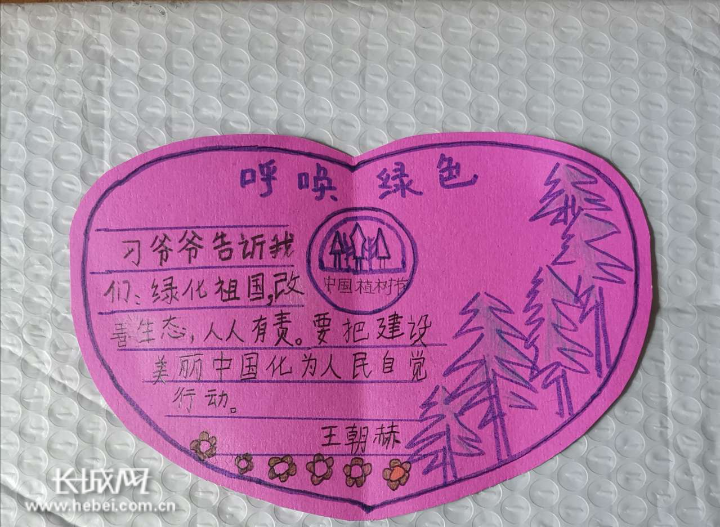 呼唤 绿色
中国植树节
习爷爷告诉我
们：绿化祖国，改
善生态，人人有责。要把建设
美丽中国化为人民自觉
行动。
王朝赫
长城网
www.hebei.com.cn